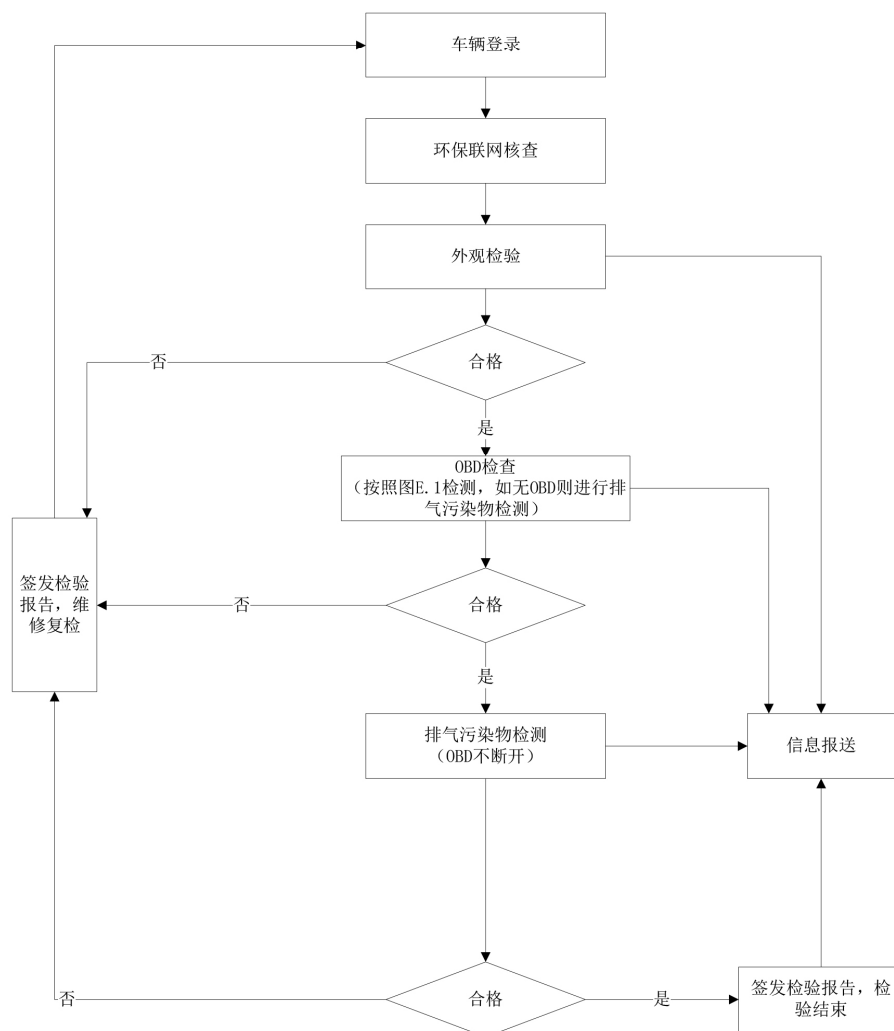 车辆登录
环保联网核查
外观检验
合格
否
是
OBD检查
（按照图E.1检测，如无OBD则进行排
气污染物检测）
签发检验
报告，维
修复检
合格
否
是
排气污染物检测
（OBD不断开）
信息报送
合格
否
是
签发检验报告，检
验结束